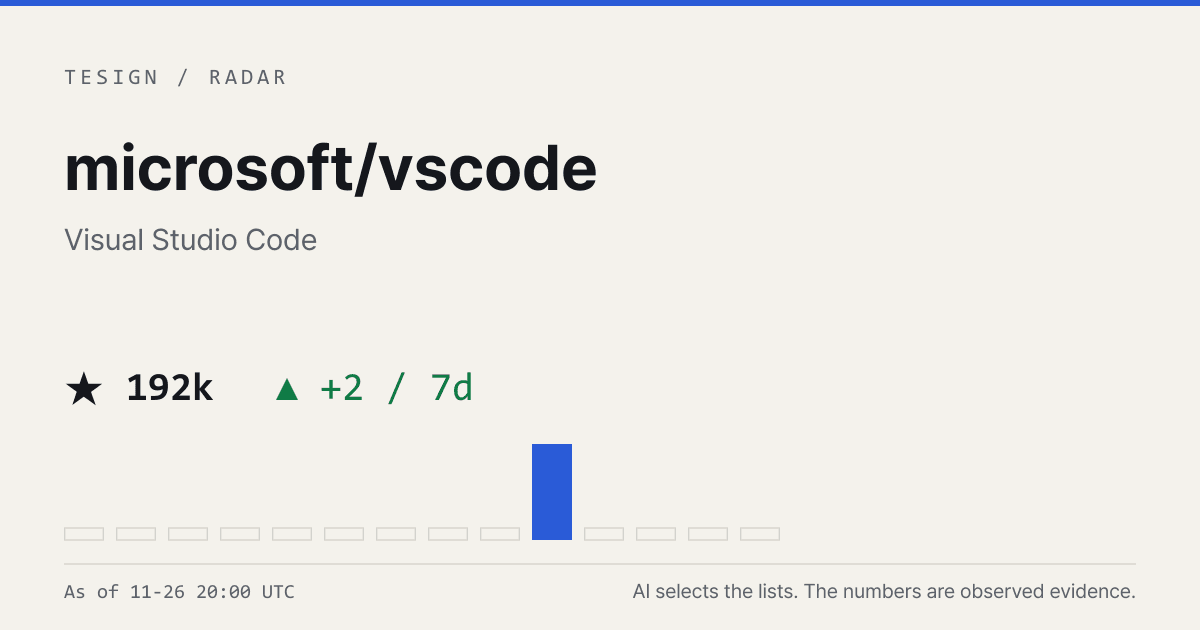 TESIGN / RADAR
microsoft/vscode
Visual Studio Code
★ 192k ▲ +2 / 7d
As of 11-26 20:00 UTC
AI selects the lists. The numbers are observed evidence.